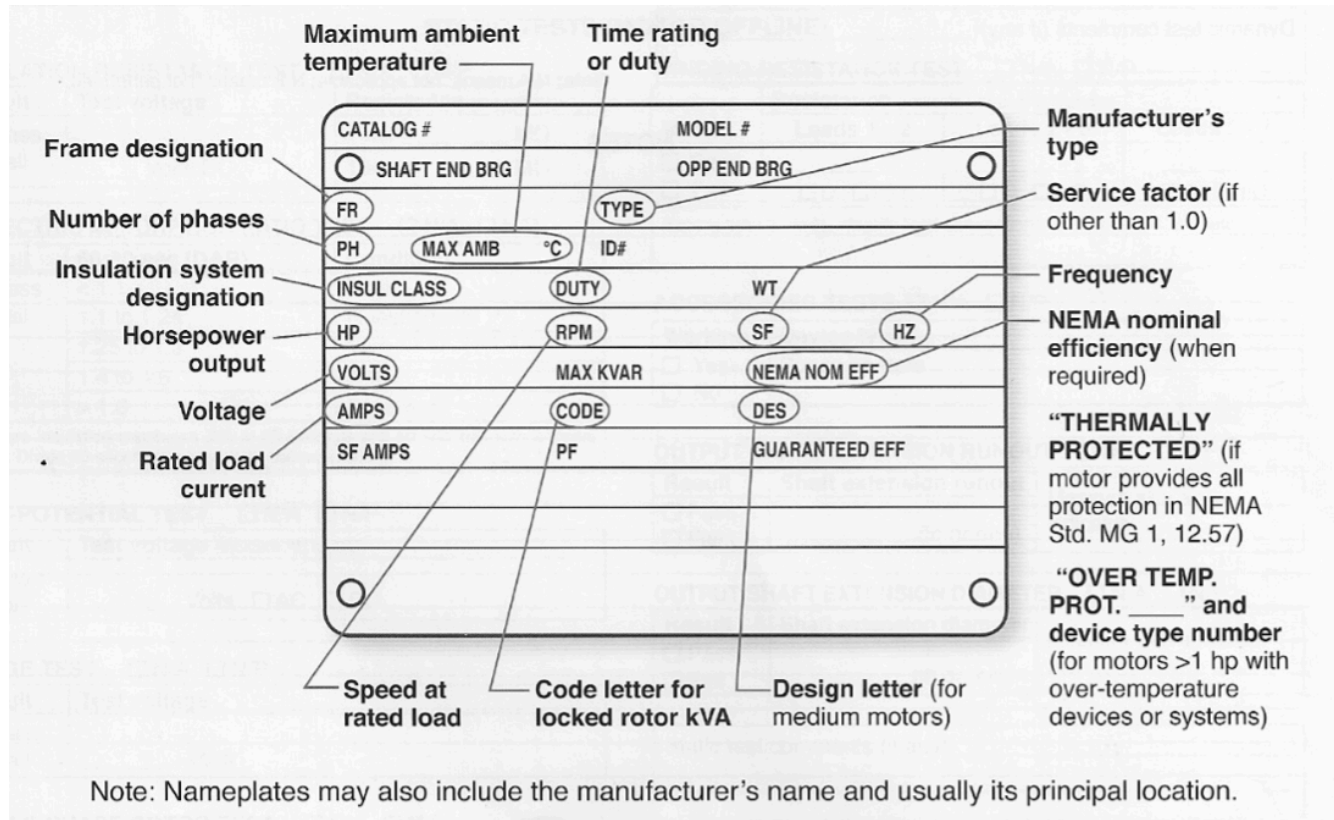 Maximum ambient
temperature
Time rating
or duty
Frame designation
Number of phases
Insulation system
designation
Horsepower
output
Voltage
Rated load
current
CATALOG # MODEL #
SHAFT END BRG OPP END BRG
FR TYPE
PH MAX AMB °C ID#
INSUL CLASS DUTY WT
HP RPM SF HZ
VOLTS MAX KVAR NEMA NOM EFF
AMPS CODE DES
SF AMPS PF GUARANTEED EFF
Manufacturer's
type
Service factor (if
other than 1.0)
Frequency
NEMA nominal
efficiency (when
required)
“THERMALLY
PROTECTED” (if
motor provides all
protection in NEMA
Std. MG 1, 12.57)
“OVER TEMP.
PROT. ____” and
device type number
(for motors >1 hp with
over-temperature
devices or systems)
Speed at
rated load
Code letter for
locked rotor kVA
Design letter (for
medium motors)
Note: Nameplates may also include the manufacturer's name and usually its principal location.